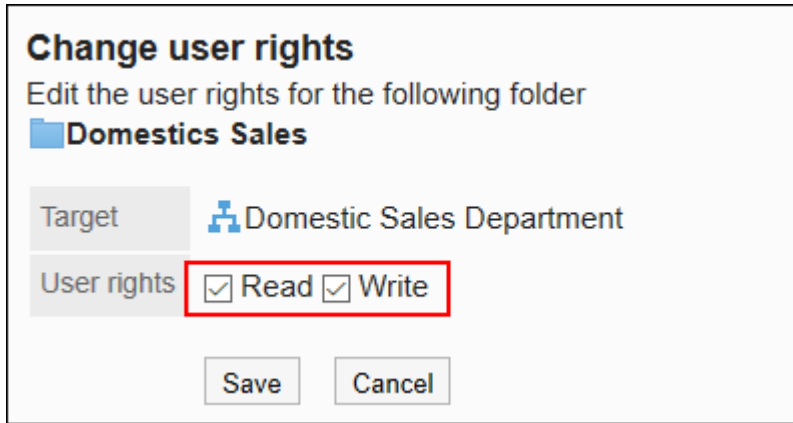 Change user rights
Edit the user rights for the following folder
Domestics Sales
Target Domestic Sales Department
User rights Read Write
Save Cancel